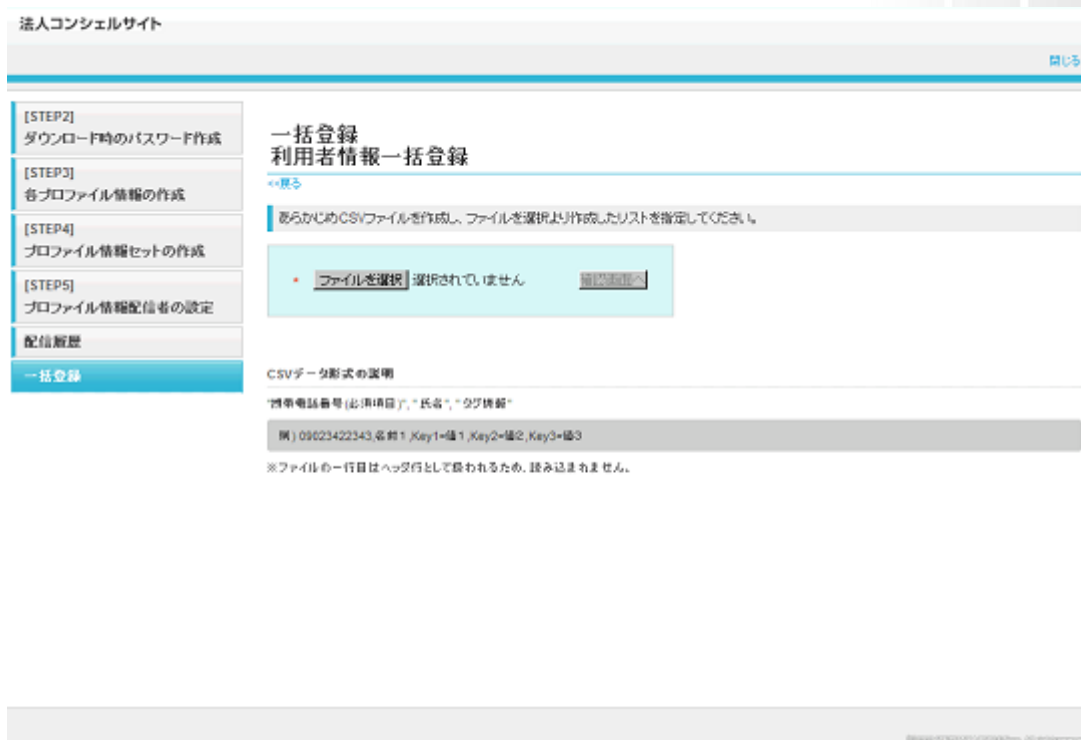 法人コンシェルサイト
閉じる
[STEP2]
ダウンロード時のパスワード作成
[STEP3]
各プロファイル情報の作成
[STEP4]
プロファイル情報セットの作成
[STEP5]
プロファイル情報配信者の設定
配信履歴
一括登録
一括登録
利用者情報一括登録
<<戻る
あらかじめCSVファイルを作成し、ファイルを選択より作成したリストを指定してください。
* ファイルを選択 選択されていません 確認画面へ
CSVデータ形式の説明
"携帯電話番号(必須項目)", "氏名", "タグ情報"
例) 09023422343,名前1,Key1=値1,Key2=値2,Key3=値3
※ファイルの一行目はヘッダ行として扱われるため、読み込まれません。